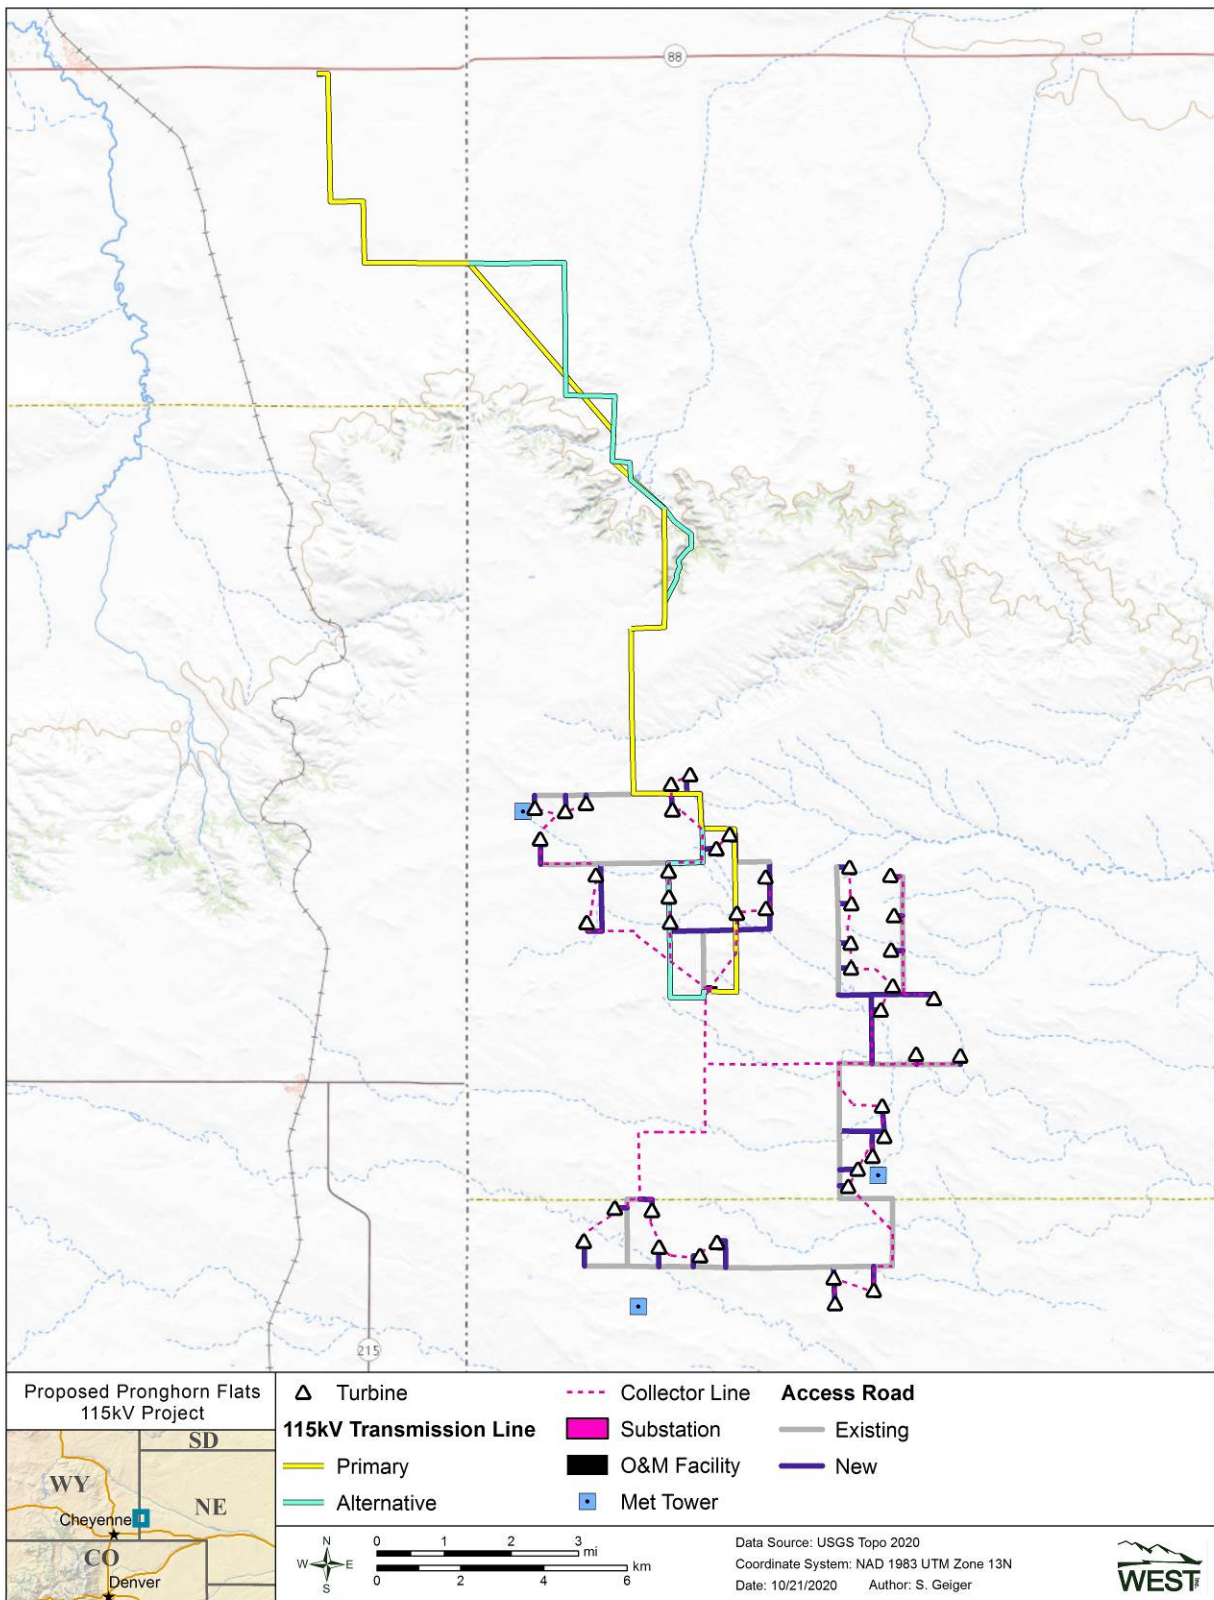 88
215
Proposed Pronghorn Flats
115kV Project
SD
WY
NE
Cheyenne
CO
Denver
Turbine
115kV Transmission Line
Primary
Alternative
Collector Line
Substation
O&M Facility
Met Tower
Access Road
Existing
New
N
W E
S
0 1 2 3
mi
km
0 2 4 6
Data Source: USGS Topo 2020
Coordinate System: NAD 1983 UTM Zone 13N
Date: 10/21/2020 Author: S. Geiger
WEST Inc.